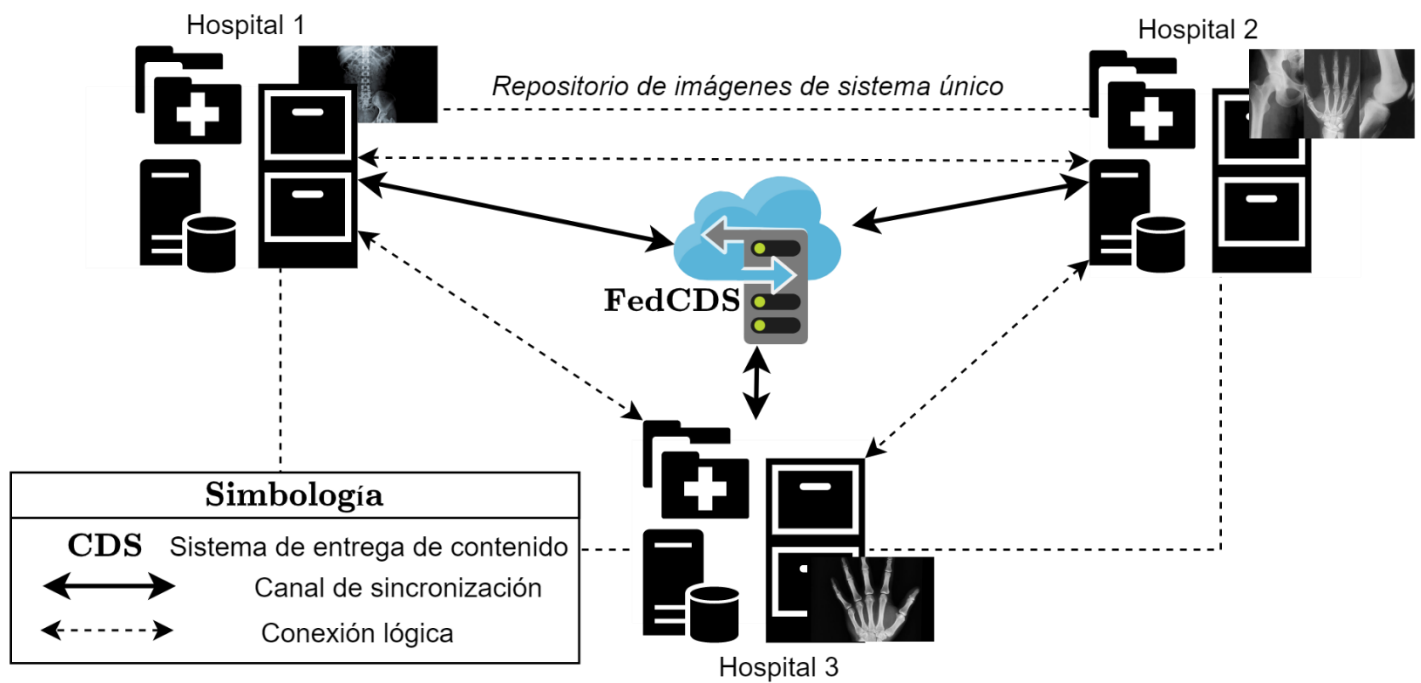 Hospital 1
Hospital 2
Repositorio de imágenes de sistema único
FedCDS
Simbología
CDS Sistema de entrega de contenido
Canal de sincronización
Conexión lógica
Hospital 3